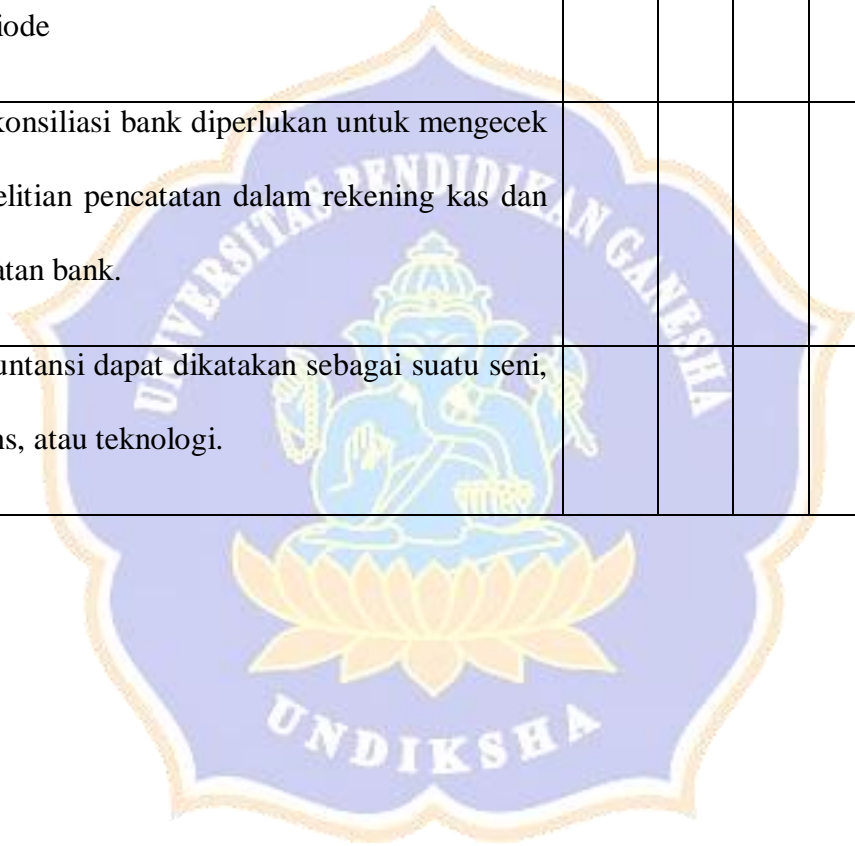 iode
konsiliasi bank diperlukan untuk mengecek
elitian pencatatan dalam rekening kas dan
atan bank.
untansi dapat dikatakan sebagai suatu seni,
ns, atau teknologi.
UNIVERSITAS PENDIDIKAN GANESHA
UNDIKSHA